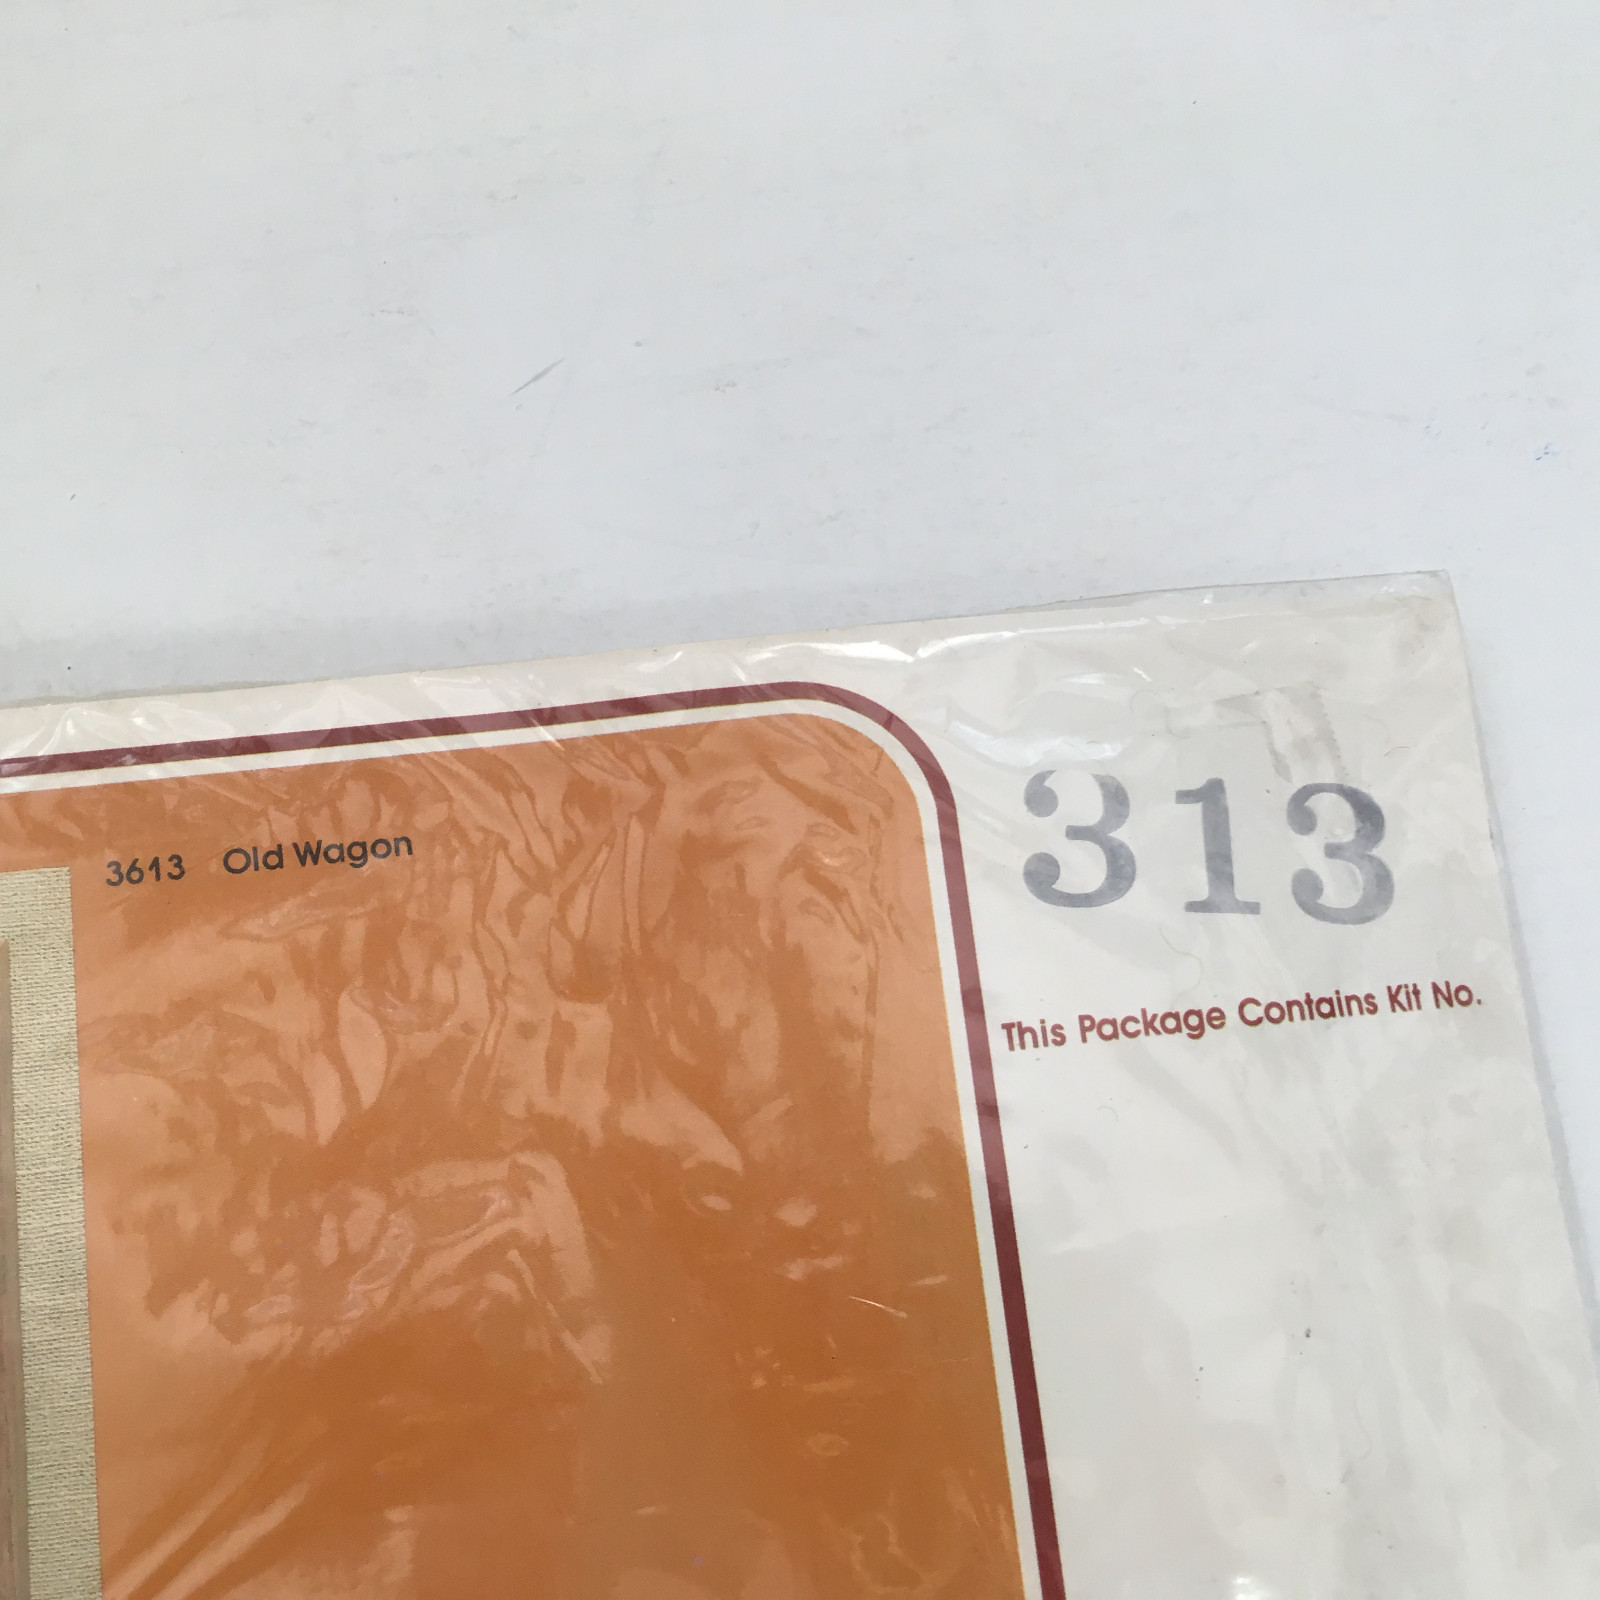 3613 Old Wagon
313
This Package Contains Kit No.